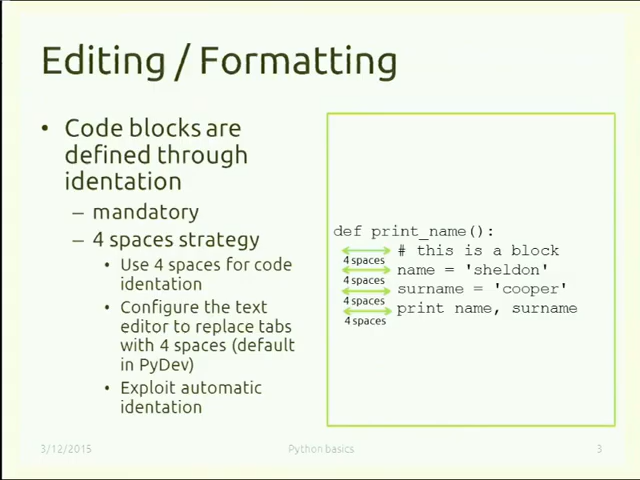 Editing / Formatting
• Code blocks are
defined through
identation
– mandatory
– 4 spaces strategy
• Use 4 spaces for code
identation
• Configure the text
editor to replace tabs
with 4 spaces (default
in PyDev)
• Exploit automatic
identation
def print_name():
# this is a block
4 spaces
name = 'sheldon'
4 spaces
surname = 'cooper'
4 spaces
print name, surname
4 spaces
3/12/2015
Python basics
3